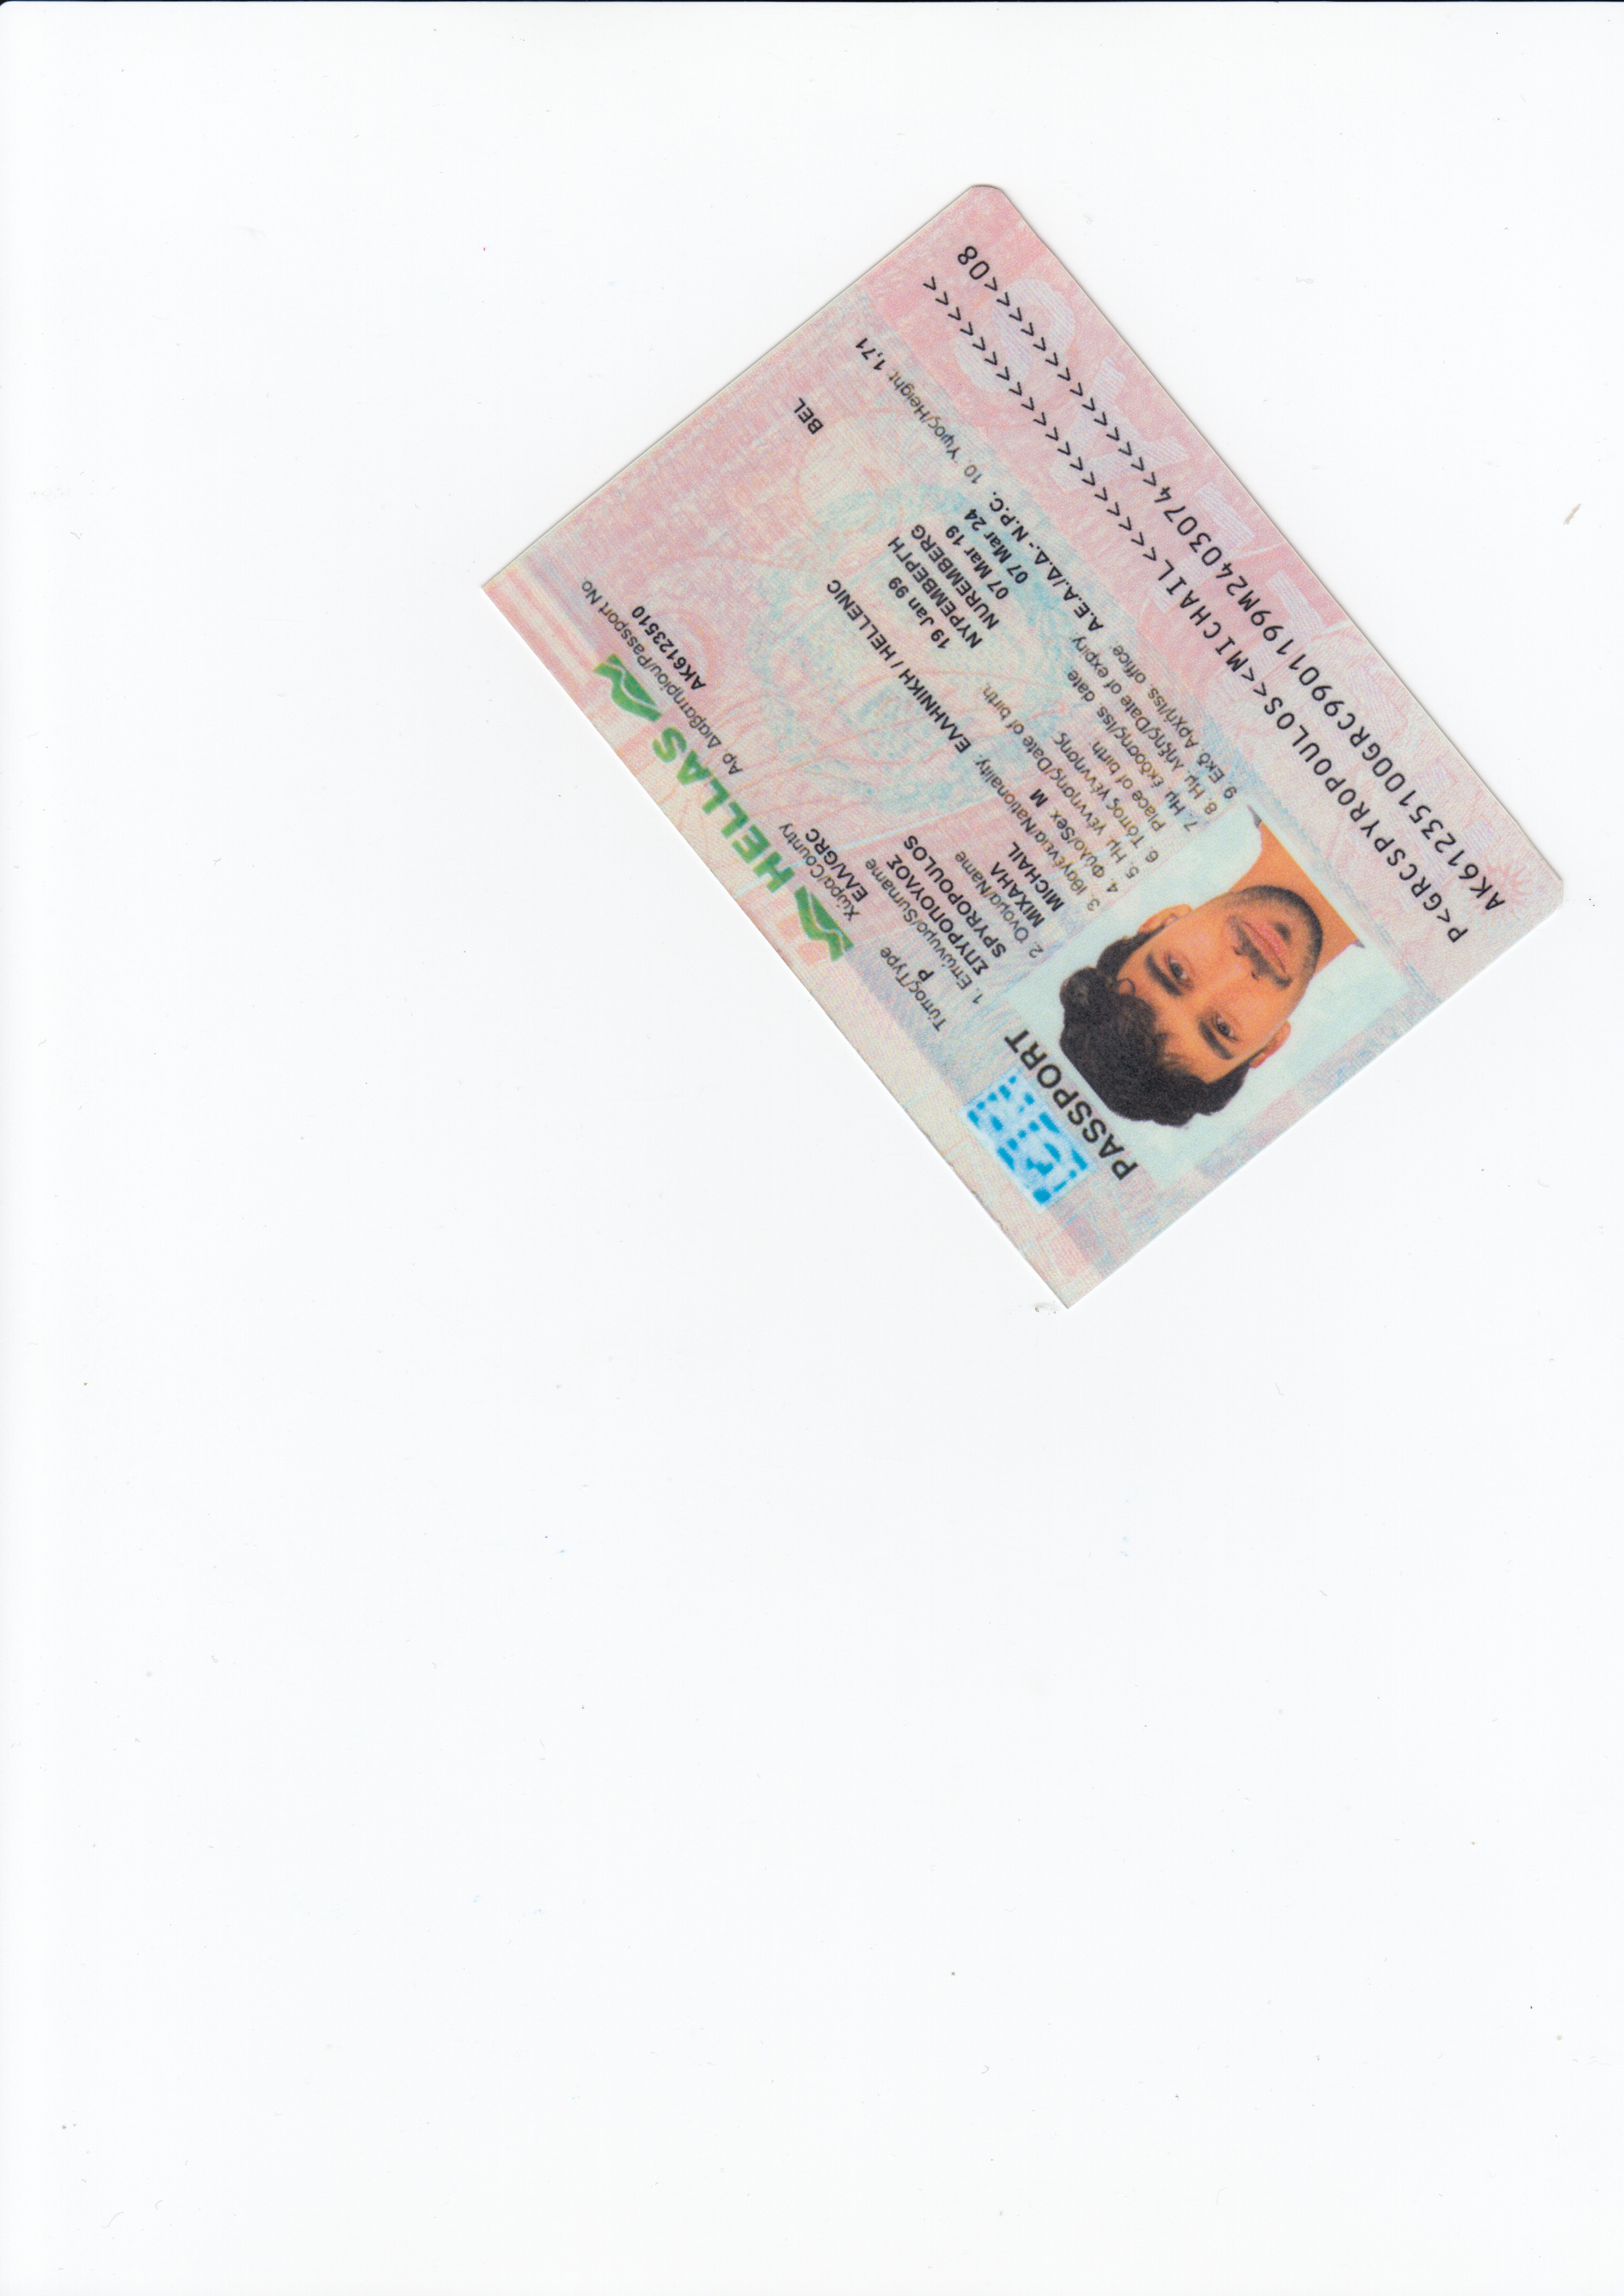 HELLAS
PASSPORT
Τύπος/Type
P
Χώρα/Country
ΕΛΛ/GRC
Αρ Διαβατηρίου/Passport No.
AK6123510
1. Επώνυμο/Surname
ΣΠΥΡΟΠΟΥΛΟΣ
SPYROPOULOS
2. Όνομα/Name
ΜΙΧΑΗΛ
MICHAIL
3. Ιθαγένεια/Nationality. ΕΛΛΗΝΙΚΗ / HELLENIC BEL
4. Φύλο/Sex M
5. Ημ γέννησης/Date of birth. 19 Jan 99
6. Τόπος γέννησης ΝΥΡΕΜΒΕΡΓΗ
Place of birth. NUREMBERG
7. Ημ έκδοσης/Iss. date 07 Mar 19
8. Ημ λήξης/Date of expiry 07 Mar 24
9. Εκδ Αρχή/Iss. office Α.Ε.Α./Δ.Δ.- N.P.C. 10. Ύψος/Height 1,71
P<GRCSPYROPOULOS<<MICHAIL<<<<<<<<<<<<<<<<<<<
AK61235100GRC9901199M2403074<<<<<<<<<<<<<<08